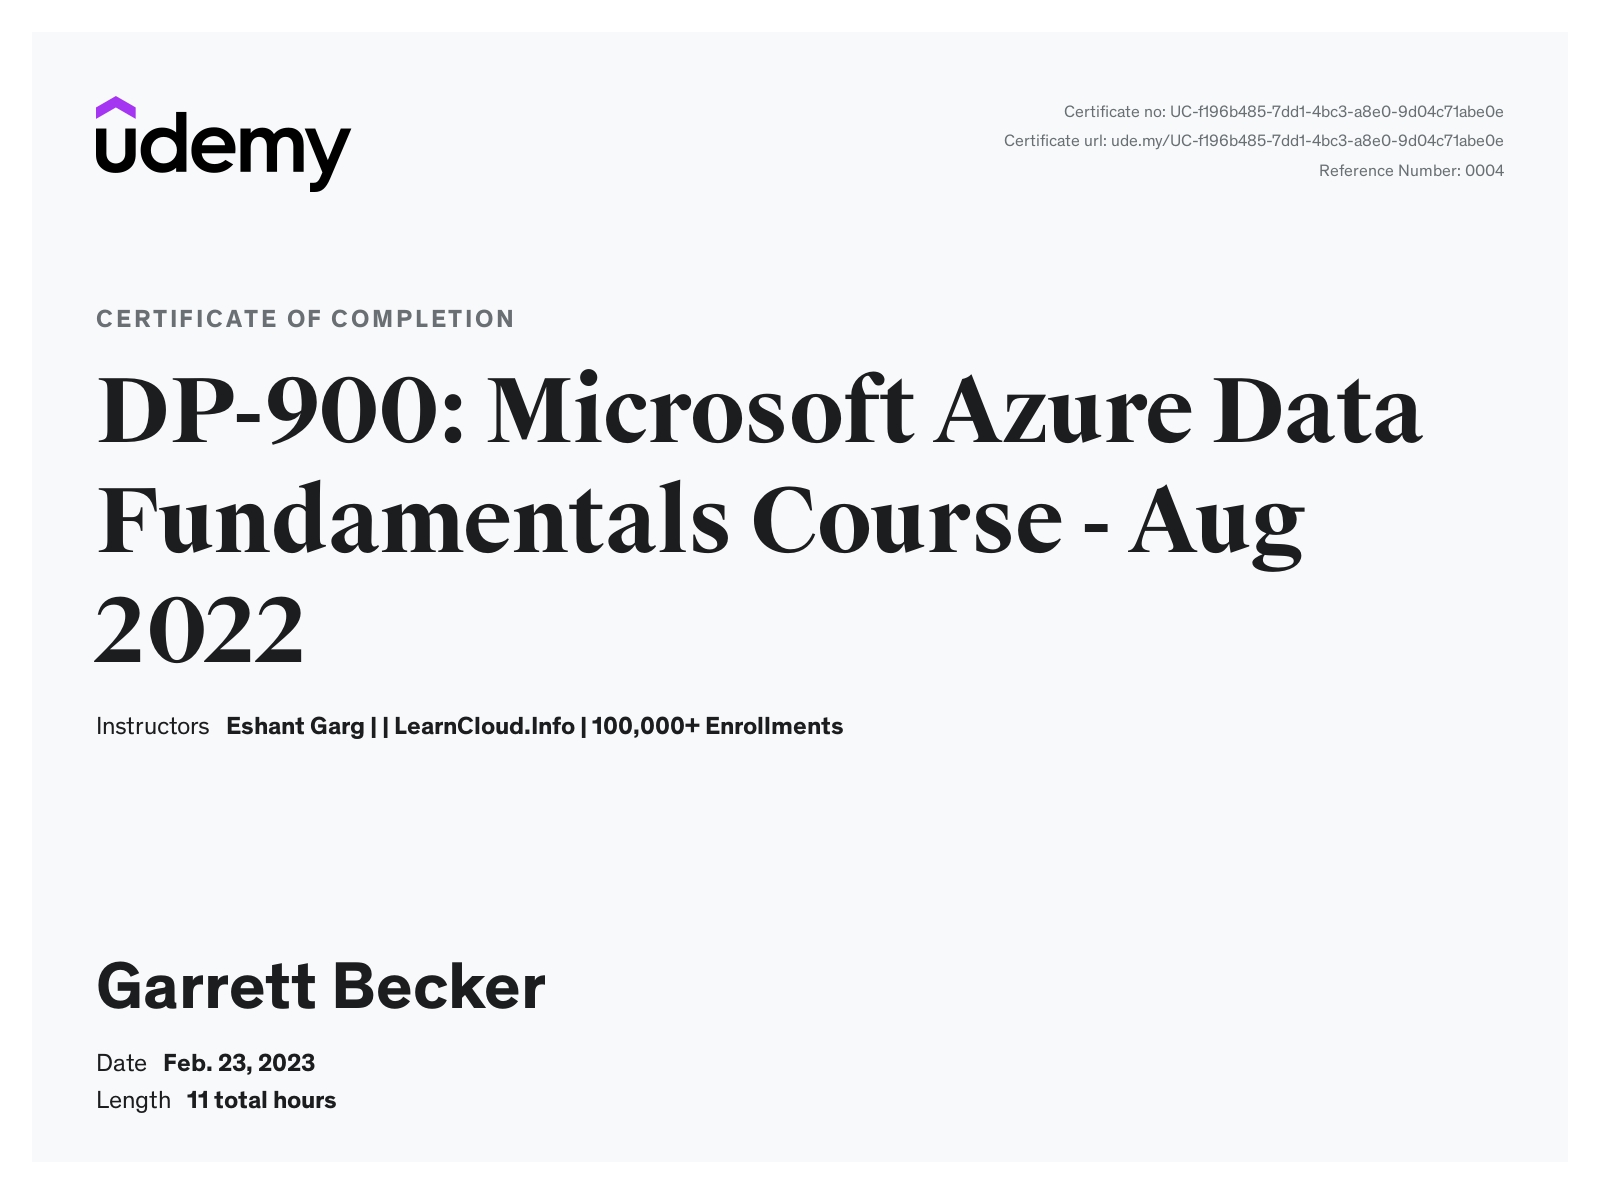 udemy
Certificate no: UC-f196b485-7dd1-4bc3-a8e0-9d04c71abe0e
Certificate url: ude.my/UC-f196b485-7dd1-4bc3-a8e0-9d04c71abe0e
Reference Number: 0004
CERTIFICATE OF COMPLETION
DP-900: Microsoft Azure Data
Fundamentals Course - Aug
2022
Instructors Eshant Garg | | LearnCloud.Info | 100,000+ Enrollments
Garrett Becker
Date Feb. 23, 2023
Length 11 total hours